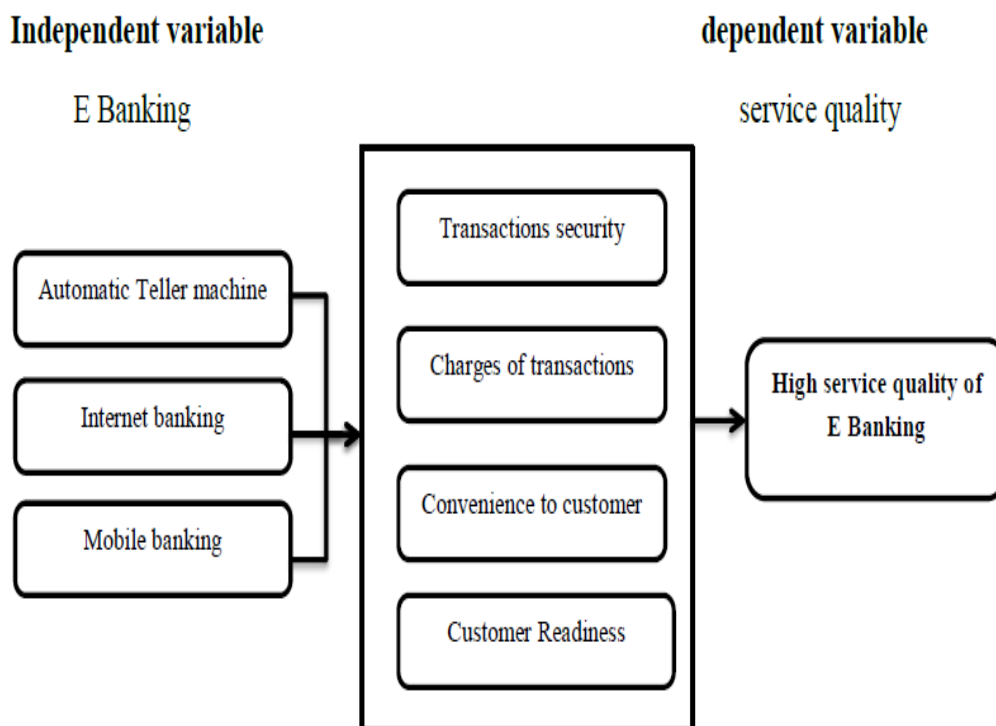 Independent variable
dependent variable
E Banking
service quality
Automatic Teller machine
Internet banking
Mobile banking
Transactions security
Charges of transactions
Convenience to customer
Customer Readiness
High service quality of
E Banking